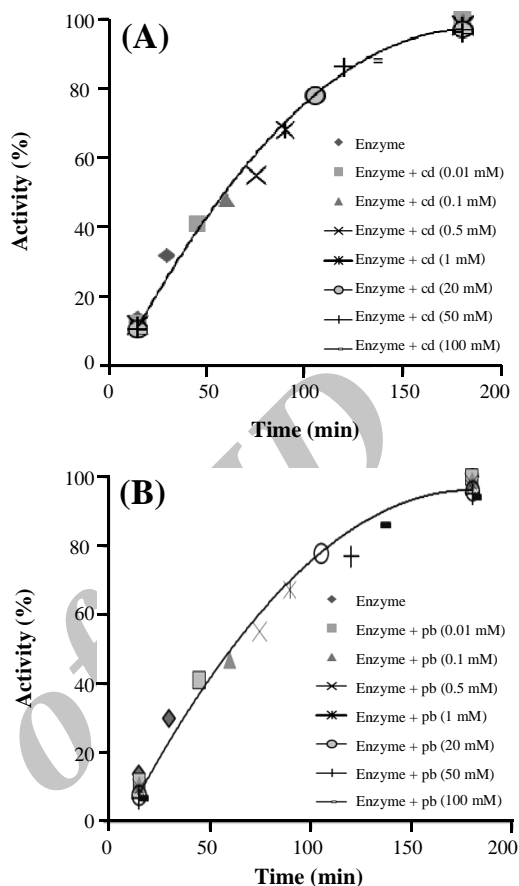 (A)
100
80
60
40
20
0
Activity (%)
Enzyme
Enzyme + cd (0.01 mM)
Enzyme + cd (0.1 mM)
Enzyme + cd (0.5 mM)
Enzyme + cd (1 mM)
Enzyme + cd (20 mM)
Enzyme + cd (50 mM)
Enzyme + cd (100 mM)
0 50 100 150 200
Time (min)
(B)
100
80
60
40
20
0
Activity (%)
Enzyme
Enzyme + pb (0.01 mM)
Enzyme + pb (0.1 mM)
Enzyme + pb (0.5 mM)
Enzyme + pb (1 mM)
Enzyme + pb (20 mM)
Enzyme + pb (50 mM)
Enzyme + pb (100 mM)
0 50 100 150 200
Time (min)
of